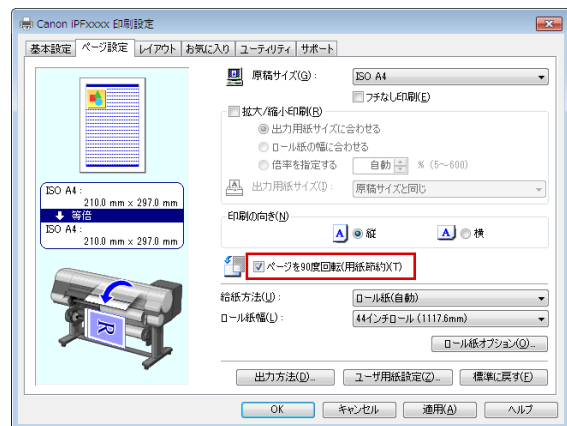 Canon iPFxxxx 印刷設定
基本設定 ページ設定 レイアウト お気に入り ユーティリティ サポート
原稿サイズ(G): ISO A4
フチなし印刷(E)
拡大/縮小印刷(R)
出力用紙サイズに合わせる
ロール紙の幅に合わせる
倍率を指定する 自動 % (5~600)
出力用紙サイズ(I): 原稿サイズと同じ
ISO A4:
210.0 mm x 297.0 mm
等倍
ISO A4:
210.0 mm x 297.0 mm
印刷の向き(N)
A 縦 A 横
ページを90度回転(用紙節約)(T)
給紙方法(U): ロール紙(自動)
ロール紙幅(L): 44インチロール (1117.6mm)
ロール紙オプション(O)...
R
出力方法(D)... ユーザ用紙設定(Z)... 標準に戻す(F)
OK キャンセル 適用(A) ヘルプ